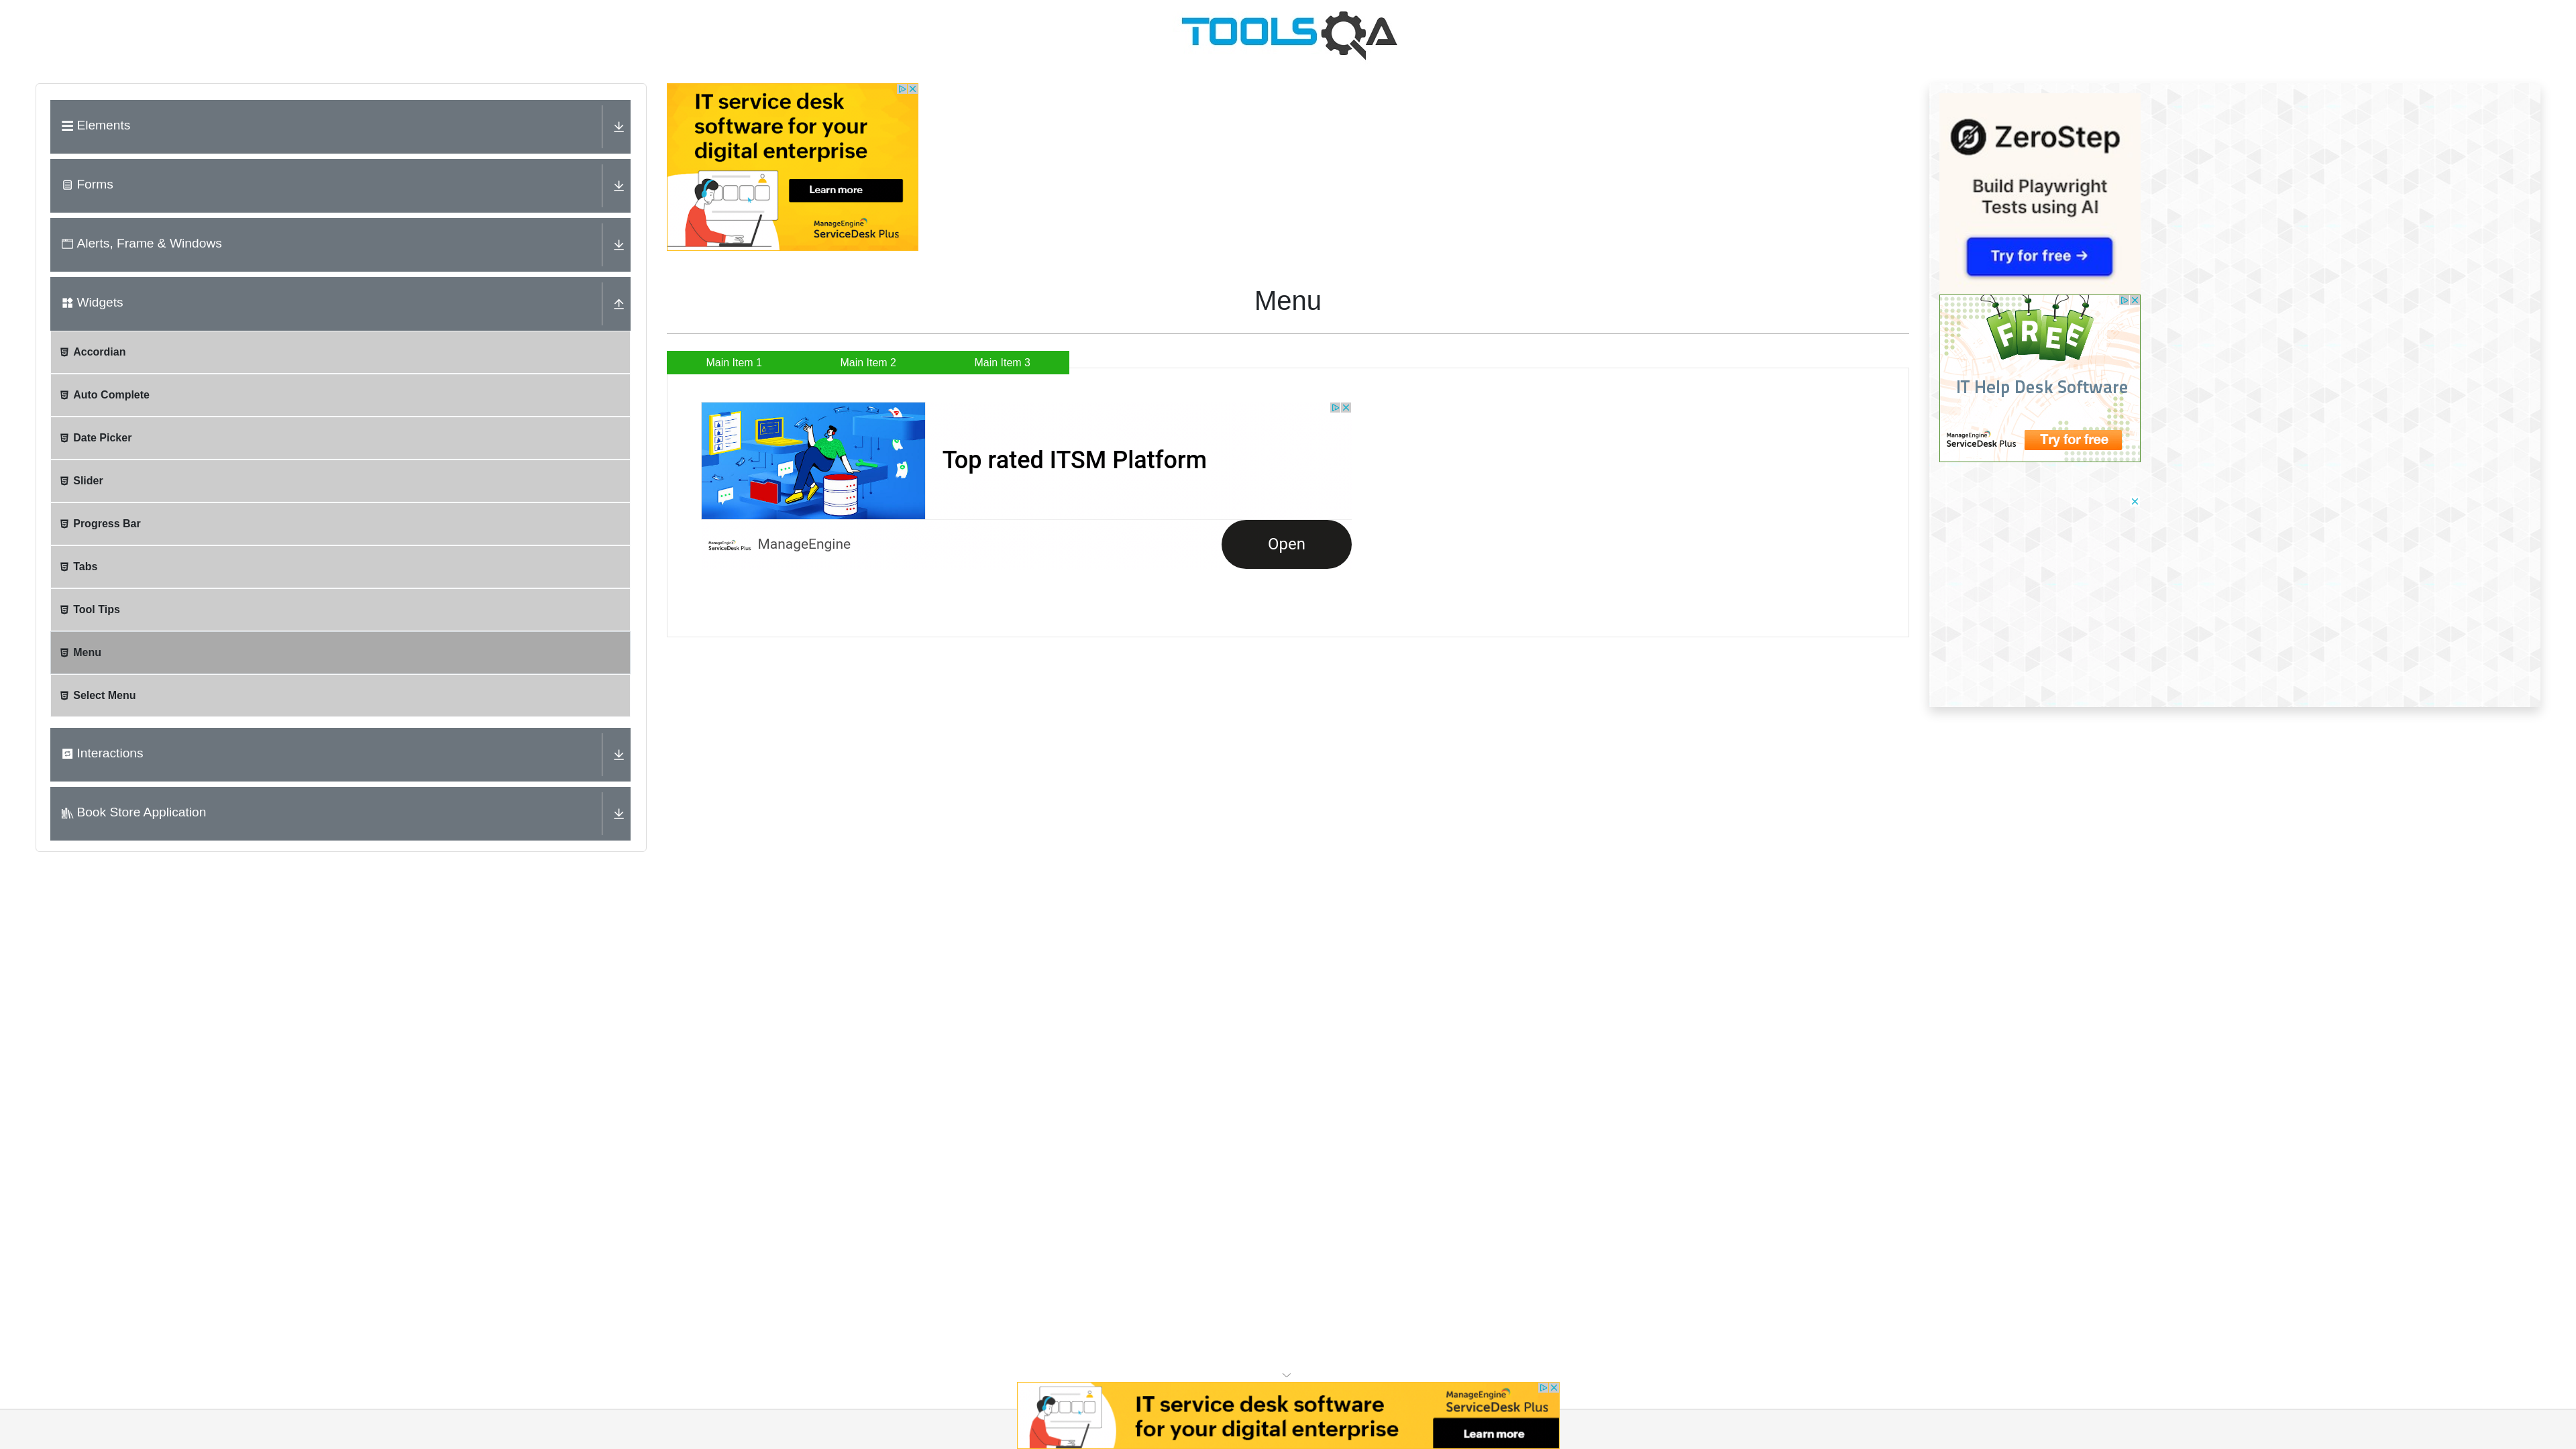 TOOLSQA
Elements
Forms
Alerts, Frame & Windows
Widgets
Accordian
Auto Complete
Date Picker
Slider
Progress Bar
Tabs
Tool Tips
Menu
Select Menu
Interactions
Book Store Application
IT service desk
software for your
digital enterprise
Learn more
ManageEngine
ServiceDesk Plus
Menu
Main Item 1
Main Item 2
Main Item 3
Top rated ITSM Platform
ManageEngine
ServiceDesk Plus
ManageEngine
Open
ZeroStep
Build Playwright
Tests using AI
Try for free →
FREE
IT Help Desk Software
ManageEngine
ServiceDesk Plus
Try for free
IT service desk software
for your digital enterprise
ManageEngine
ServiceDesk Plus
Learn more